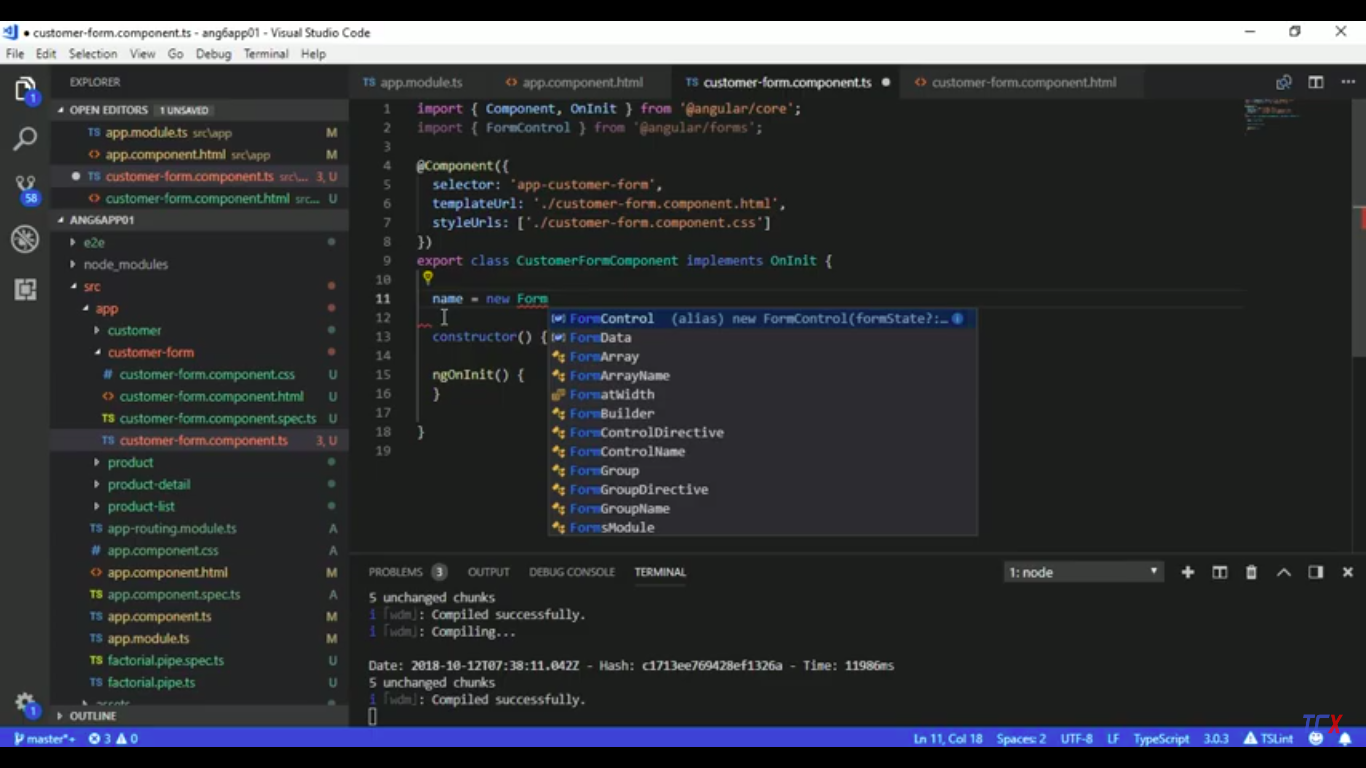 customer-form.component.ts - ang6app01 - Visual Studio Code
File Edit Selection View Go Debug Terminal Help
EXPLORER
OPEN EDITORS 1 UNSAVED
app.module.ts src\app M
app.component.html src\app M
customer-form.component.ts src\... 3, U
customer-form.component.html src... U
ANG6APP01
e2e
node_modules
src
app
customer
customer-form
customer-form.component.css U
customer-form.component.html U
TS customer-form.component.spec.ts U
TS customer-form.component.ts 3, U
product
product-detail
product-list
TS app-routing.module.ts A
# app.component.css A
<> app.component.html M
TS app.component.spec.ts A
TS app.component.ts M
TS app.module.ts M
TS factorial.pipe.spec.ts U
TS factorial.pipe.ts U
OUTLINE
TS app.module.ts <> app.component.html TS customer-form.component.ts <> customer-form.component.html
1 import { Component, OnInit } from '@angular/core';
2 import { FormControl } from '@angular/forms';
3
4 @Component({
5 selector: 'app-customer-form',
6 templateUrl: './customer-form.component.html',
7 styleUrls: ['./customer-form.component.css']
8 })
9 export class CustomerFormComponent implements OnInit {
10
11 name = new Form
12
13 constructor() {
14
15 ngOnInit() {
16 }
17
18 }
19
FormControl (alias) new FormControl(formState?:…
FormData
FormArray
FormArrayName
FormatWidth
FormBuilder
FormControlDirective
FormControlName
FormGroup
FormGroupDirective
FormGroupName
FormsModule
PROBLEMS 3 OUTPUT DEBUG CONSOLE TERMINAL 1: node
5 unchanged chunks
i ｢wdm｣: Compiled successfully.
i ｢wdm｣: Compiling...
Date: 2018-10-12T07:38:11.042Z - Hash: c1713ee769428ef1326a - Time: 11986ms
5 unchanged chunks
i ｢wdm｣: Compiled successfully.
TCX
master*+ 3 0 Ln 11, Col 18 Spaces: 2 UTF-8 LF TypeScript 3.0.3 TSLint